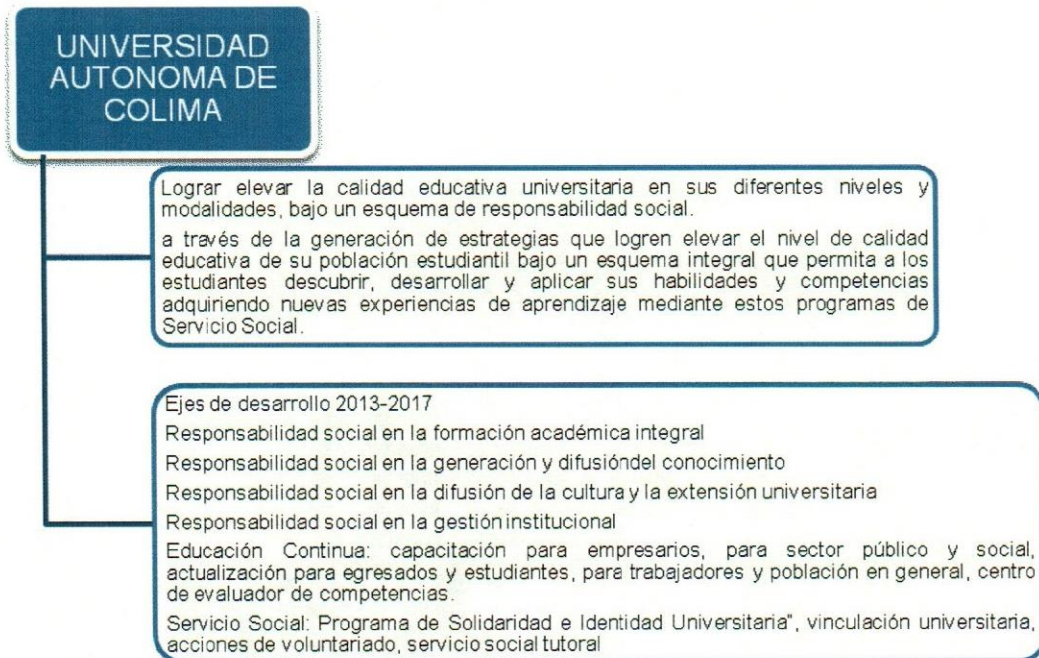 UNIVERSIDAD
AUTONOMA DE
COLIMA
Lograr elevar la calidad educativa universitaria en sus diferentes niveles y
modalidades, bajo un esquema de responsabilidad social.
a través de la generación de estrategias que logren elevar el nivel de calidad
educativa de su población estudiantil bajo un esquema integral que permita a los
estudiantes descubrir, desarrollar y aplicar sus habilidades y competencias
adquiriendo nuevas experiencias de aprendizaje mediante estos programas de
Servicio Social.
Ejes de desarrollo 2013-2017
Responsabilidad social en la formación académica integral
Responsabilidad social en la generación y difusióndel conocimiento
Responsabilidad social en la difusión de la cultura y la extensión universitaria
Responsabilidad social en la gestión institucional
Educación Continua: capacitación para empresarios, para sector público y social,
actualización para egresados y estudiantes, para trabajadores y población en general, centro
de evaluador de competencias.
Servicio Social: Programa de Solidaridad e Identidad Universitaria", vinculación universitaria,
acciones de voluntariado, servicio social tutoral